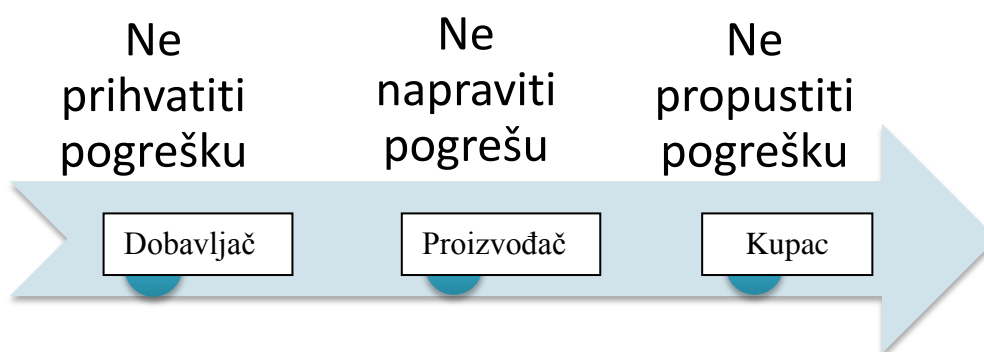 Ne
prihvatiti
pogrešku
Ne
napraviti
pogrešu
Ne
propustiti
pogrešku
Dobavljač
Proizvođač
Kupac